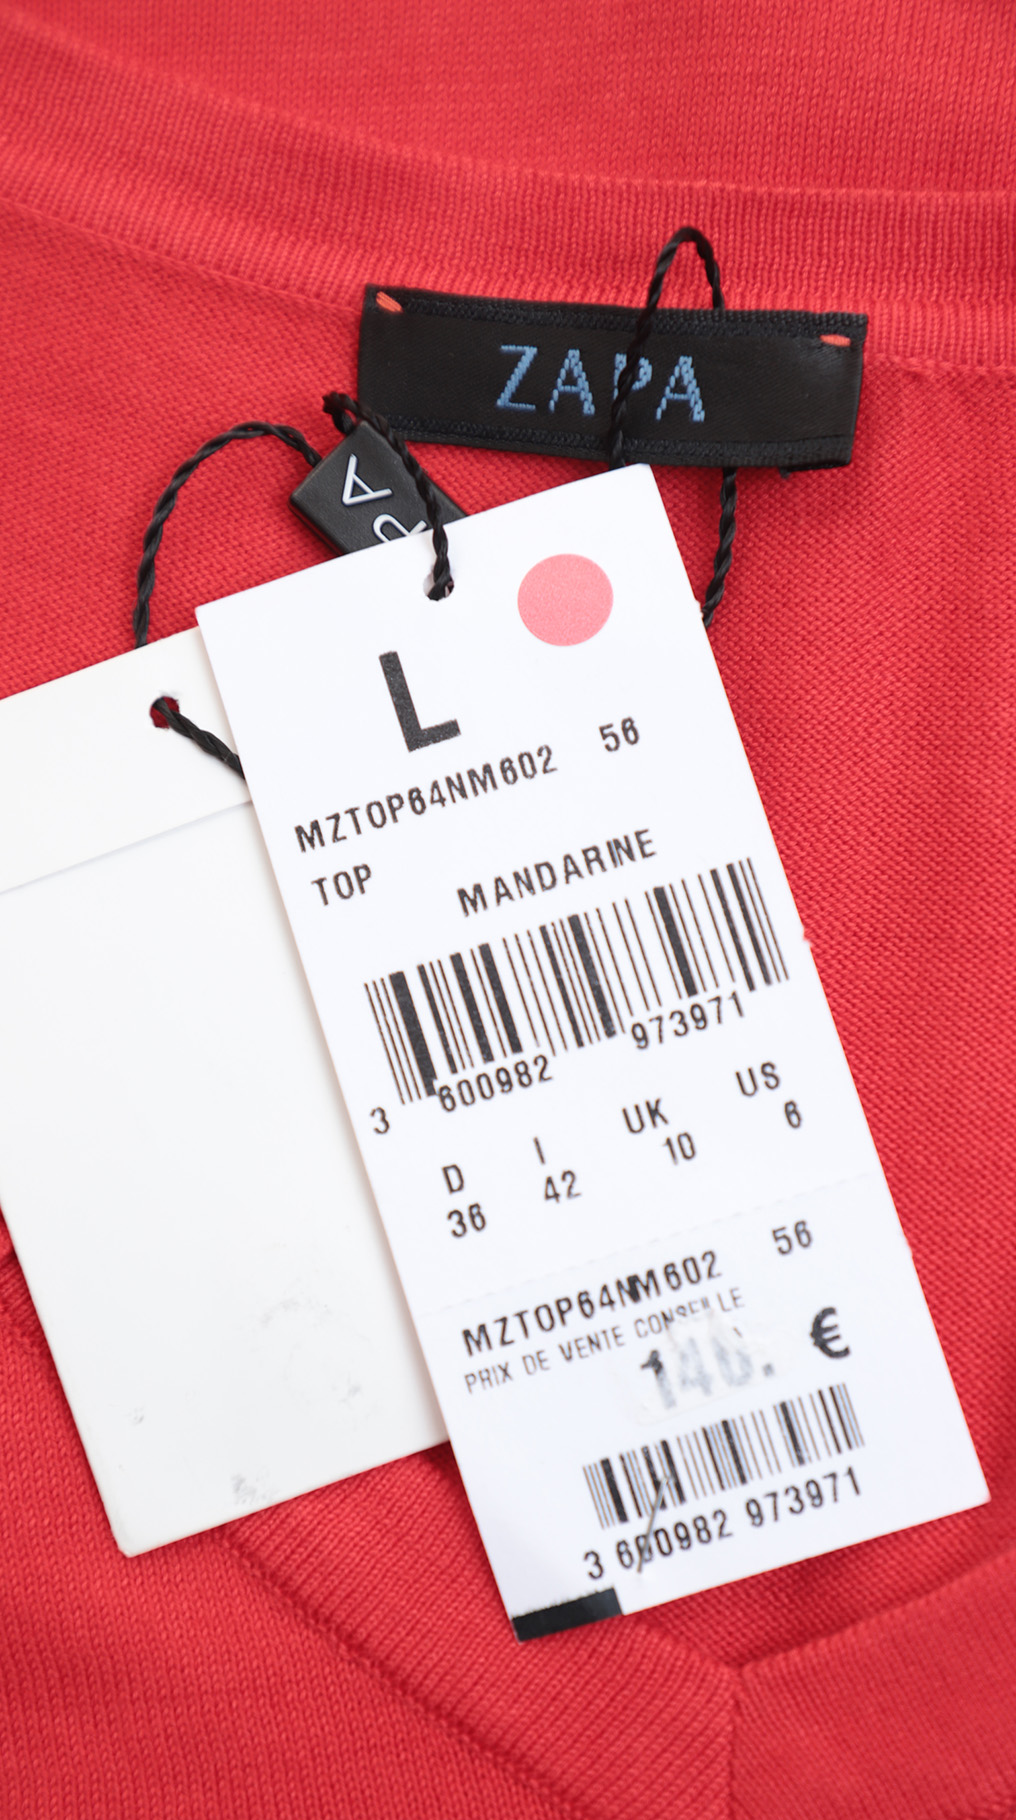 ZAPA
PA
L
MZTOP64NM602 56
TOP MANDARINE
3 600982 973971
D I UK US
36 42 10 6
MZTOP64NM602 56
PRIX DE VENTE CONSEILLE
€
3 600982 973971